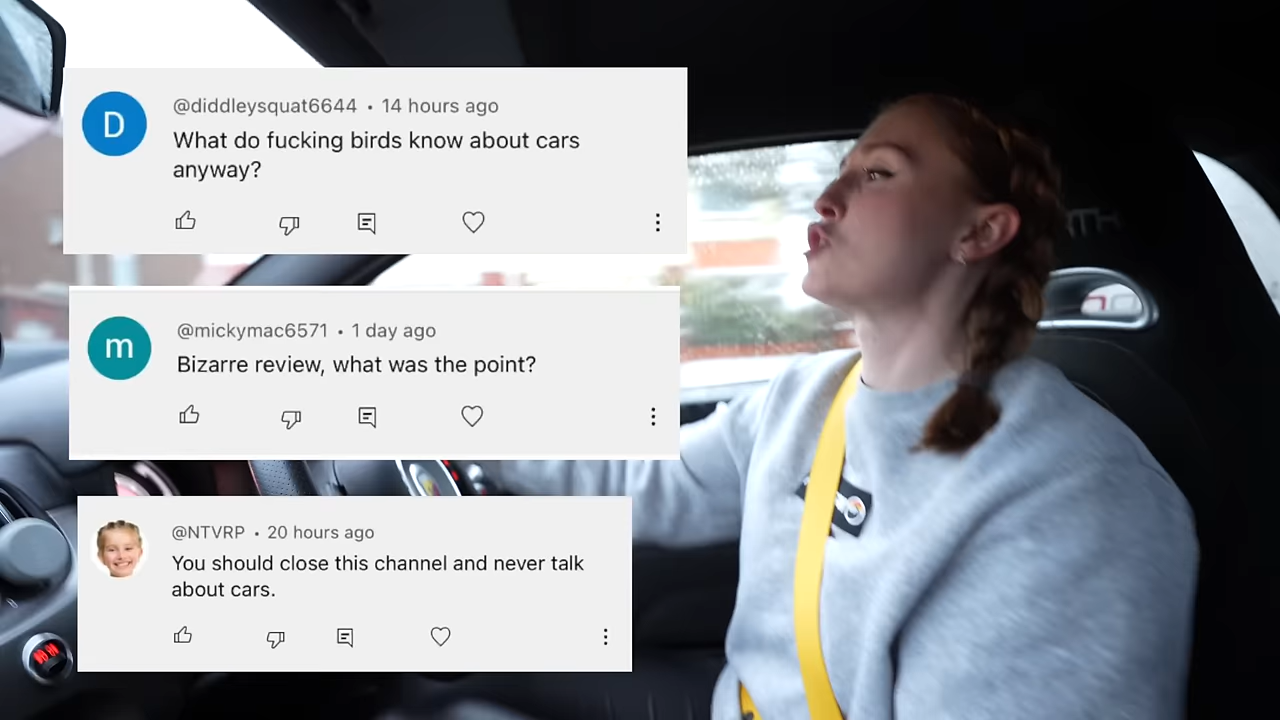 D
@diddleysquat6644 • 14 hours ago
What do fucking birds know about cars
anyway?
m
@mickymac6571 • 1 day ago
Bizarre review, what was the point?
@NTVRP • 20 hours ago
You should close this channel and never talk
about cars.